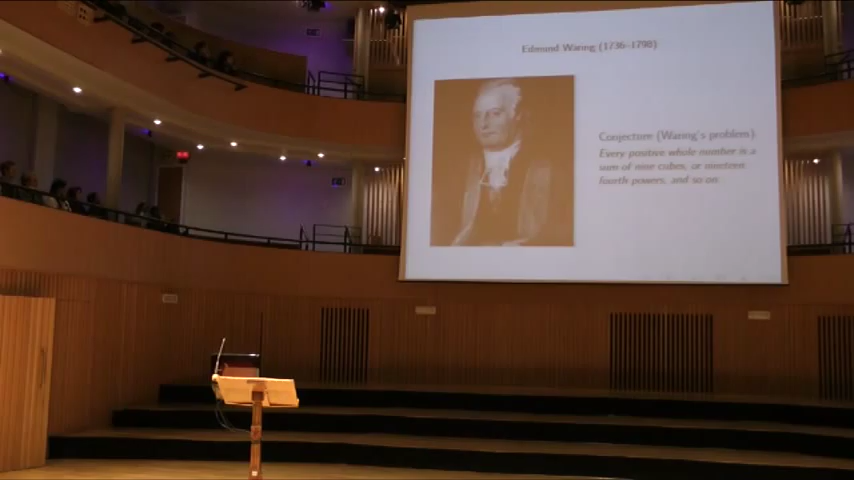 Edmund Waring (1736–1798)
Conjecture (Waring's problem)
Every positive whole number is a
sum of nine cubes, or nineteen
fourth powers, and so on.